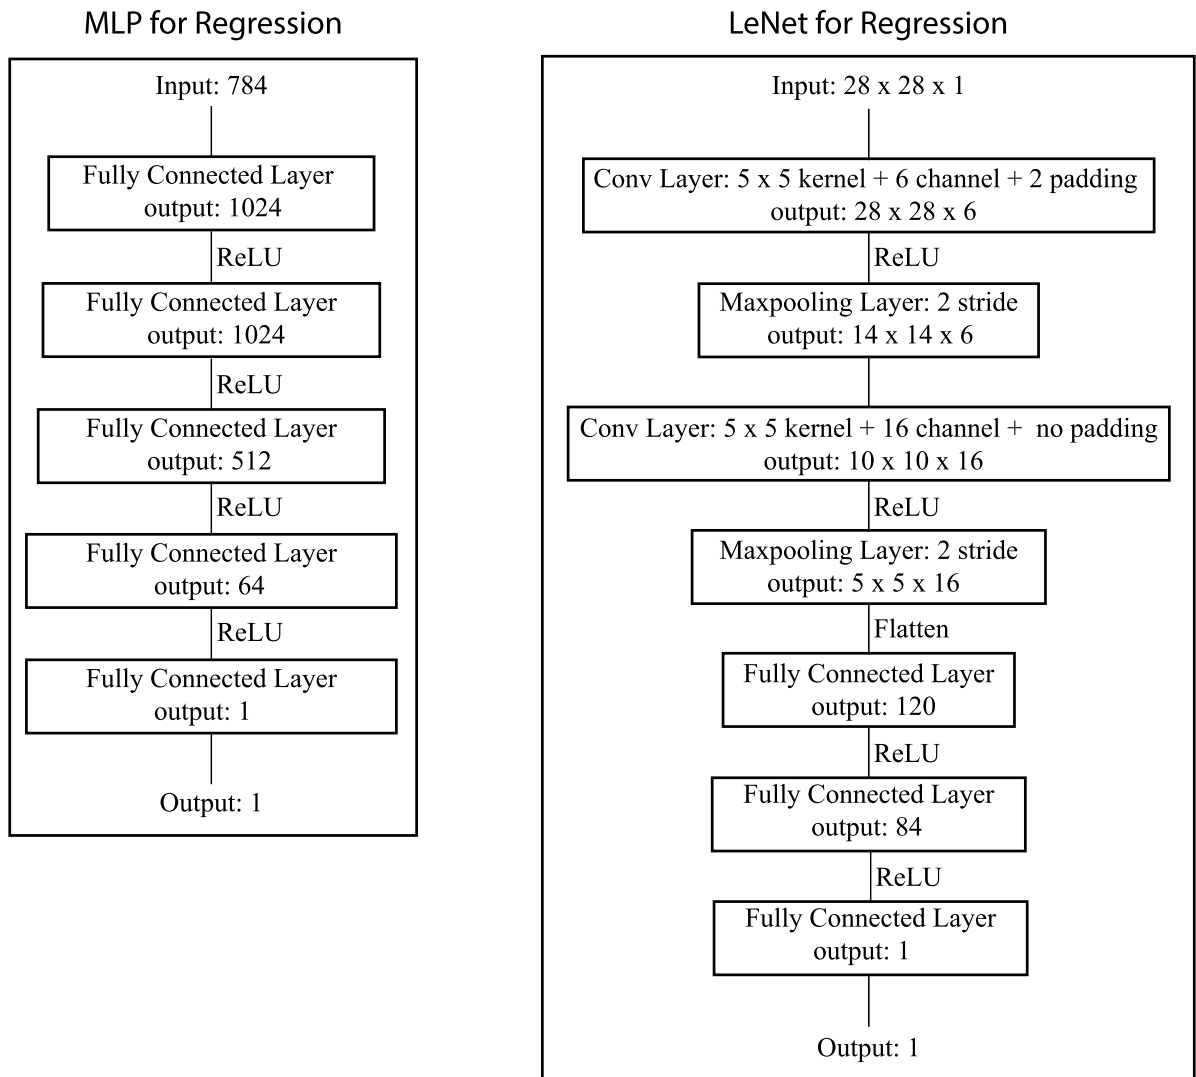 MLP for Regression
Input: 784
Fully Connected Layer
output: 1024
ReLU
Fully Connected Layer
output: 1024
ReLU
Fully Connected Layer
output: 512
ReLU
Fully Connected Layer
output: 64
ReLU
Fully Connected Layer
output: 1
Output: 1
LeNet for Regression
Input: 28 x 28 x 1
Conv Layer: 5 x 5 kernel + 6 channel + 2 padding
output: 28 x 28 x 6
ReLU
Maxpooling Layer: 2 stride
output: 14 x 14 x 6
Conv Layer: 5 x 5 kernel + 16 channel +  no padding
output: 10 x 10 x 16
ReLU
Maxpooling Layer: 2 stride
output: 5 x 5 x 16
Flatten
Fully Connected Layer
output: 120
ReLU
Fully Connected Layer
output: 84
ReLU
Fully Connected Layer
output: 1
Output: 1